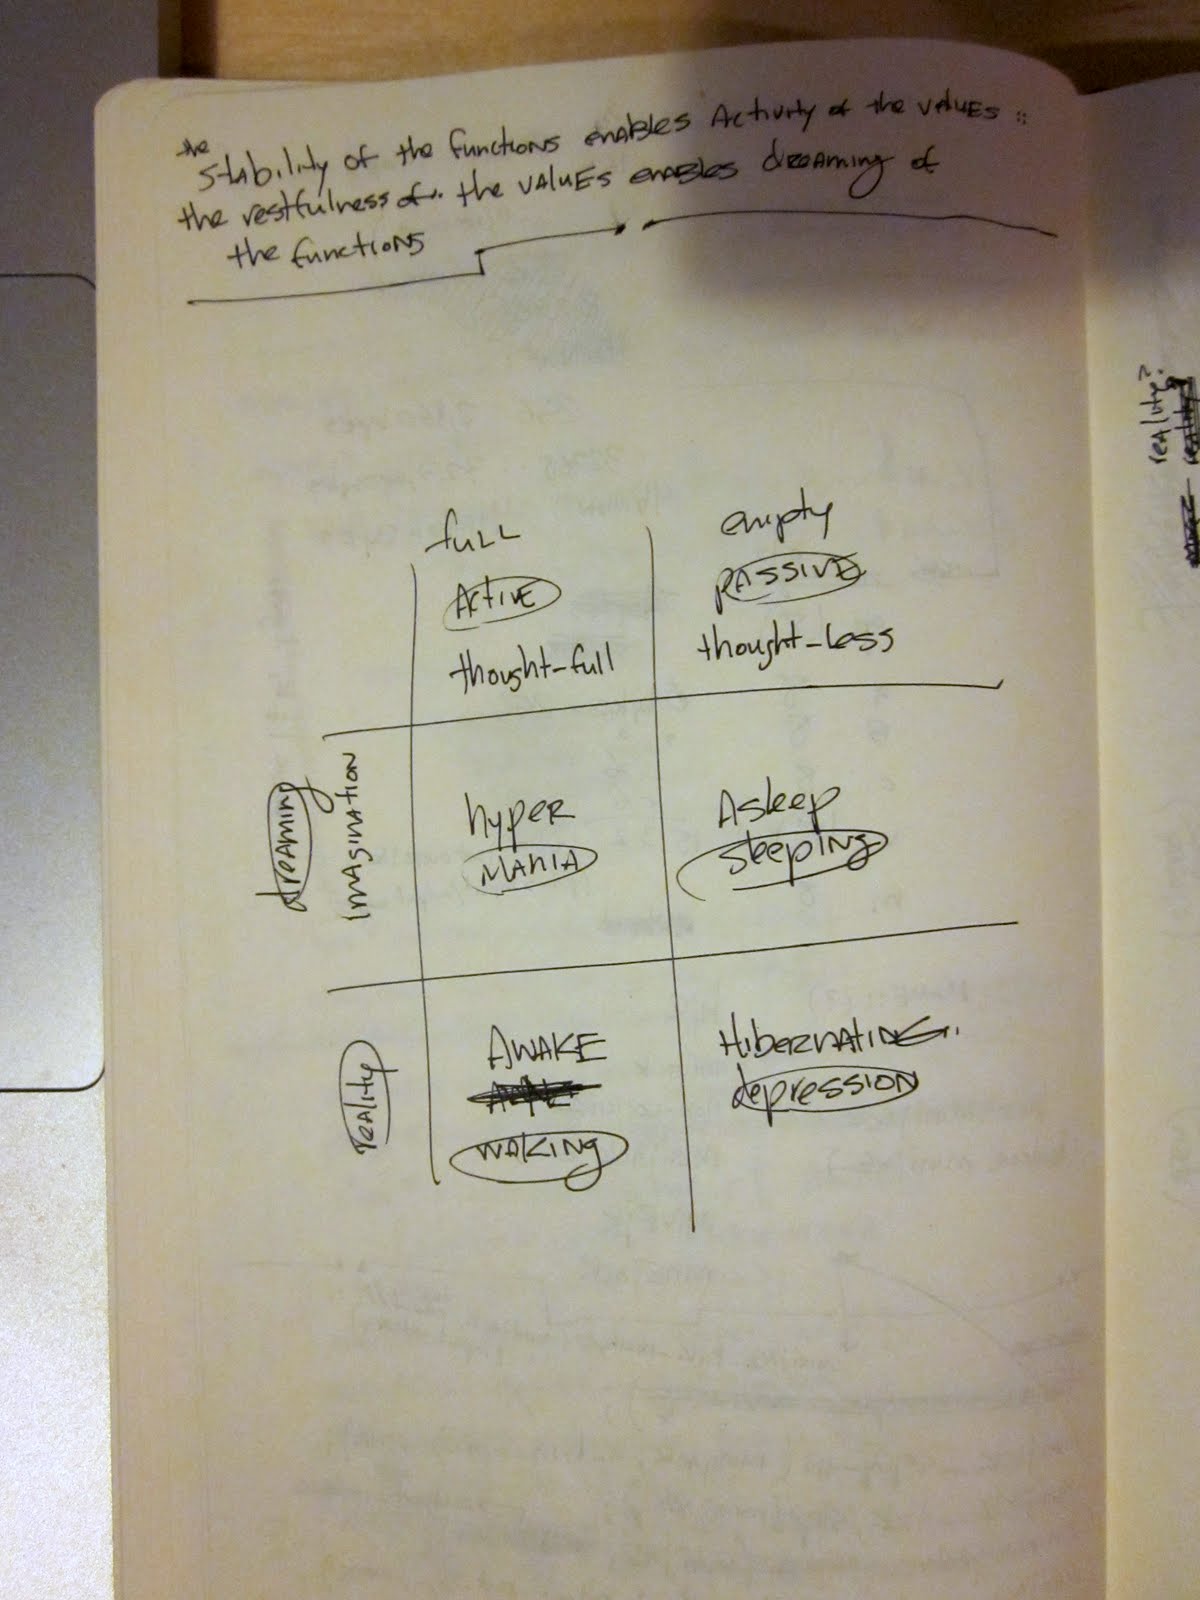 the
stability of the functions enables Activity of the values ::
the restfulness of the values enables dreaming of
the functions
full empty
Active passive
thought-full thought-less
dreaming
Imagination
hyper Asleep
mania sleeping
reality
Awake Hibernating..
waking depression
reality?
reality